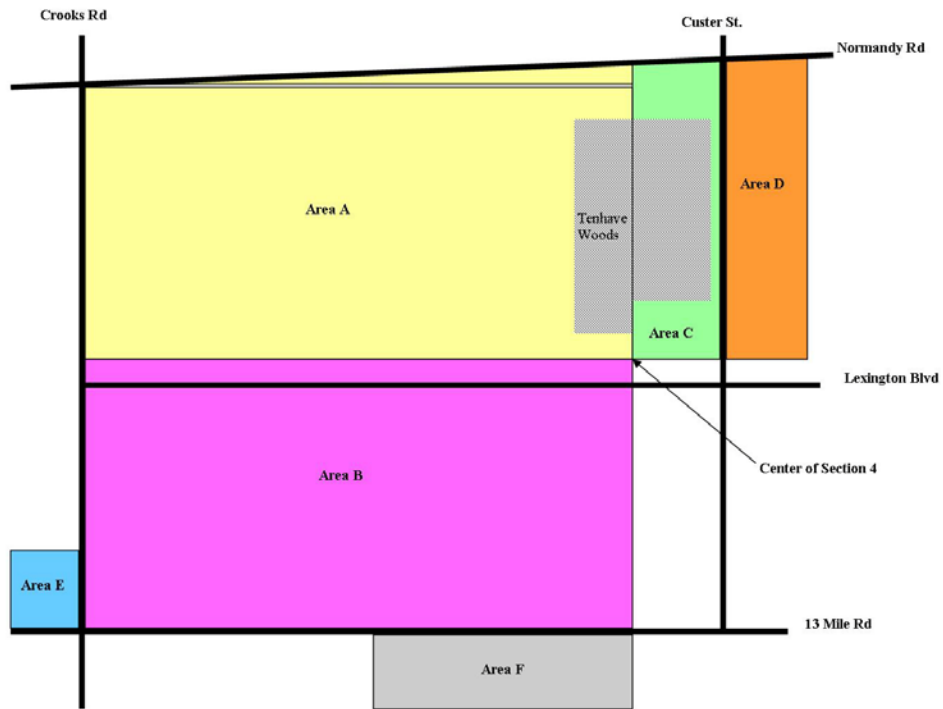 Crooks Rd
Custer St.
Normandy Rd
Area A
Tenhave
Woods
Area D
Area C
Lexington Blvd
Area B
Center of Section 4
Area E
13 Mile Rd
Area F